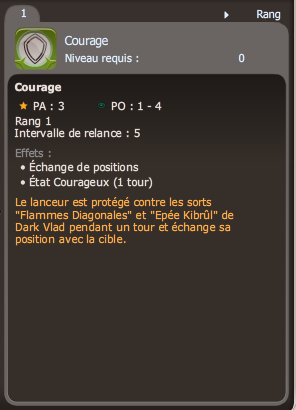 1
Rang
Courage
Niveau requis : 0
Courage
PA : 3 PO : 1 - 4
Rang 1
Intervalle de relance : 5
Effets :
• Échange de positions
• État Courageux (1 tour)
Le lanceur est protégé contre les sorts
"Flammes Diagonales" et "Epée Kibrûl" de
Dark Vlad pendant un tour et échange sa
position avec la cible.